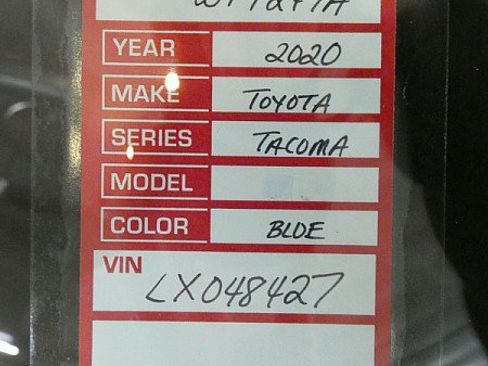 YEAR 2020
MAKE TOYOTA
SERIES TACOMA
MODEL
COLOR BLUE
VIN
LX048427